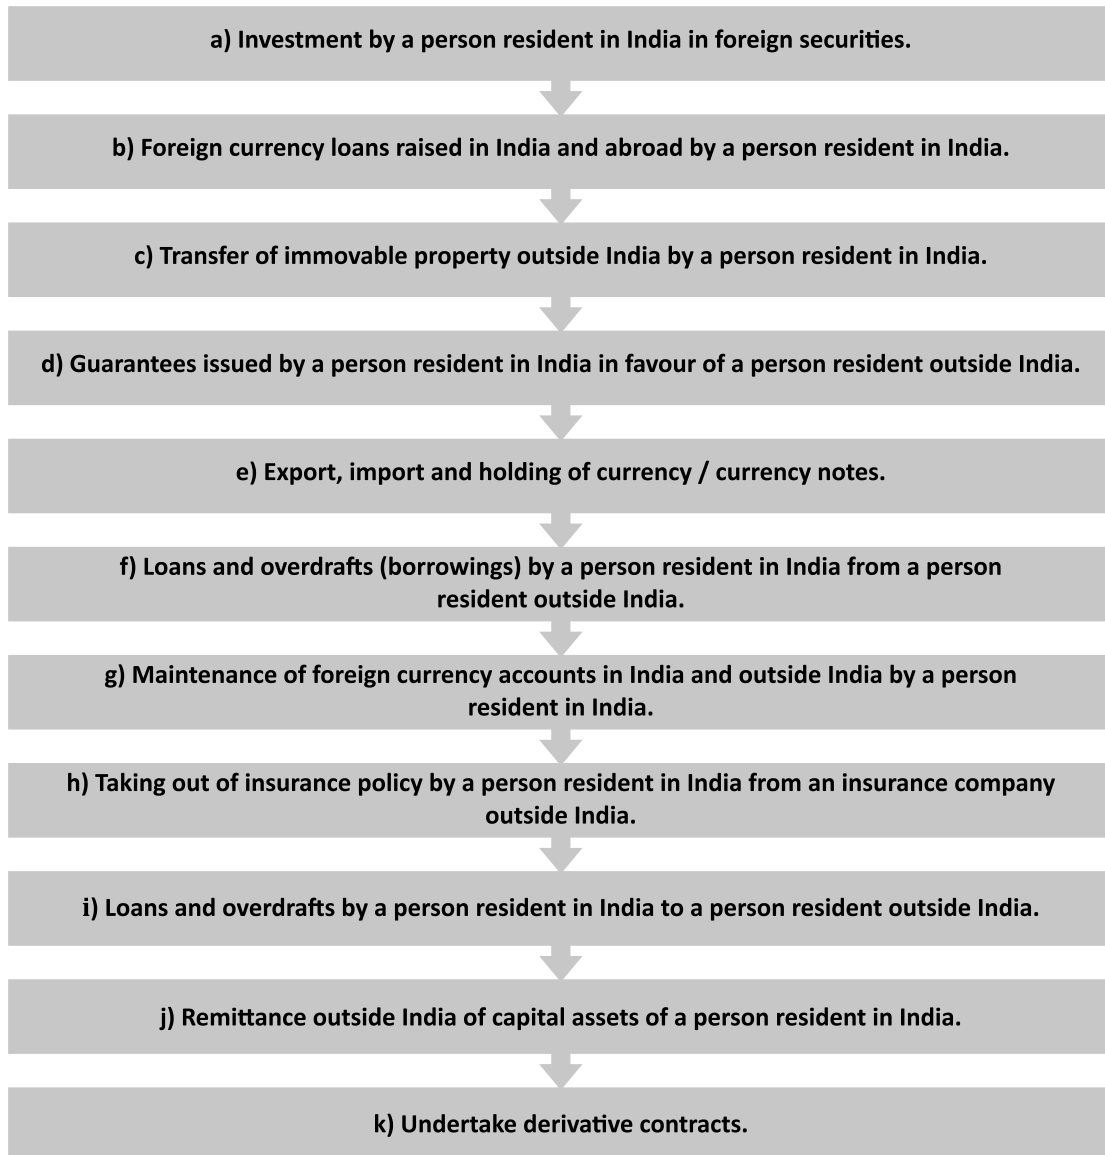 a) Investment by a person resident in India in foreign securities.
b) Foreign currency loans raised in India and abroad by a person resident in India.
c) Transfer of immovable property outside India by a person resident in India.
d) Guarantees issued by a person resident in India in favour of a person resident outside India.
e) Export, import and holding of currency / currency notes.
f) Loans and overdrafts (borrowings) by a person resident in India from a person
resident outside India.
g) Maintenance of foreign currency accounts in India and outside India by a person
resident in India.
h) Taking out of insurance policy by a person resident in India from an insurance company
outside India.
i) Loans and overdrafts by a person resident in India to a person resident outside India.
j) Remittance outside India of capital assets of a person resident in India.
k) Undertake derivative contracts.